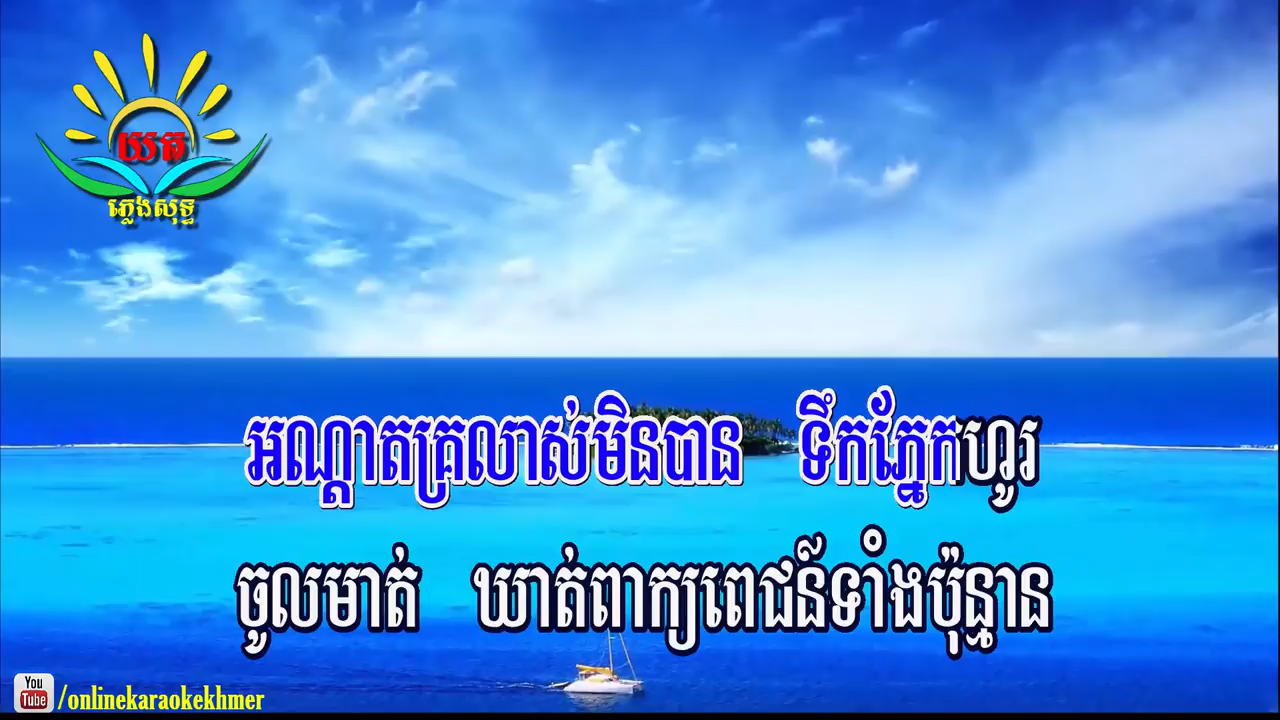 យត
ភ្លេងសុទ្ធ
អណ្តាតគ្រលាស់មិនបាន ទឹកភ្នែកហូរ
ចូលមាត់ ឃាត់ពាក្យពេជន៍ទាំងប៉ុន្មាន
You Tube /onlinekaraokekhmer